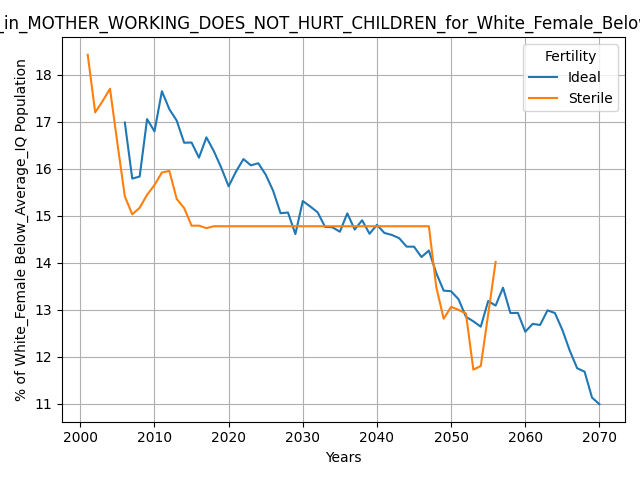 _in_MOTHER_WORKING_DOES_NOT_HURT_CHILDREN_for_White_Female_Below
% of White_Female Below_Average_IQ Population
18
17
16
15
14
13
12
11
2000 2010 2020 2030 2040 2050 2060 2070
Years
Fertility
Ideal
Sterile